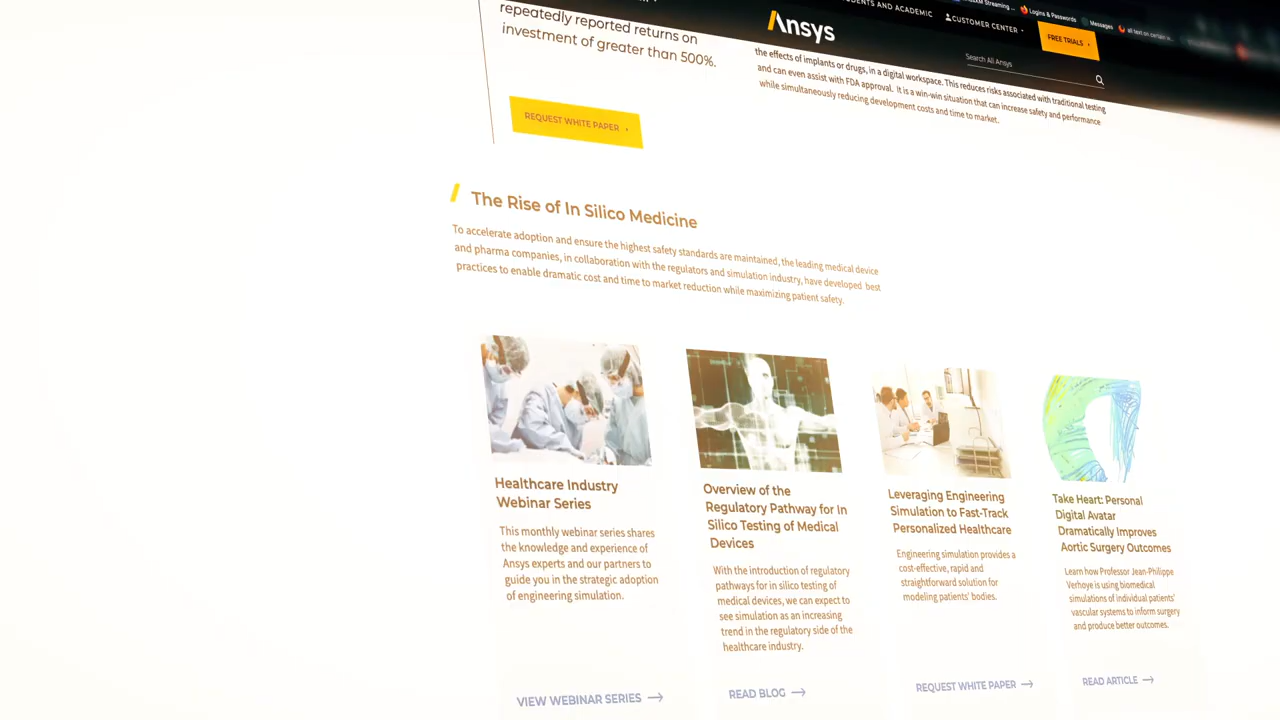 DENTS AND ACADEMIC
CUSTOMER CENTER
FREE TRIALS ›
Streaming ...
Logins & Passwords
Messages
Ansys
Search All Ansys
repeatedly reported returns on
investment of greater than 500%.
REQUEST WHITE PAPER ›
the effects of implants or drugs, in a digital workspace. This reduces risks associated with traditional testing
and can even assist with FDA approval. It is a win-win situation that can increase safety and performance
while simultaneously reducing development costs and time to market.
The Rise of In Silico Medicine
To accelerate adoption and ensure the highest safety standards are maintained, the leading medical device
and pharma companies, in collaboration with the regulators and simulation industry, have developed best
practices to enable dramatic cost and time to market reduction while maximizing patient safety.
Healthcare Industry
Webinar Series
This monthly webinar series shares
the knowledge and experience of
Ansys experts and our partners to
guide you in the strategic adoption
of engineering simulation.
VIEW WEBINAR SERIES →
Overview of the
Regulatory Pathway for In
Silico Testing of Medical
Devices
With the introduction of regulatory
pathways for in silico testing of
medical devices, we can expect to
see simulation as an increasing
trend in the regulatory side of the
healthcare industry.
READ BLOG →
Leveraging Engineering
Simulation to Fast-Track
Personalized Healthcare
Engineering simulation provides a
cost-effective, rapid and
straightforward solution for
modeling patients' bodies.
REQUEST WHITE PAPER →
Take Heart: Personal
Digital Avatar
Dramatically Improves
Aortic Surgery Outcomes
Learn how Professor Jean-Philippe
Verhoye is using biomedical
simulations of individual patients'
vascular systems to inform surgery
and produce better outcomes.
READ ARTICLE →